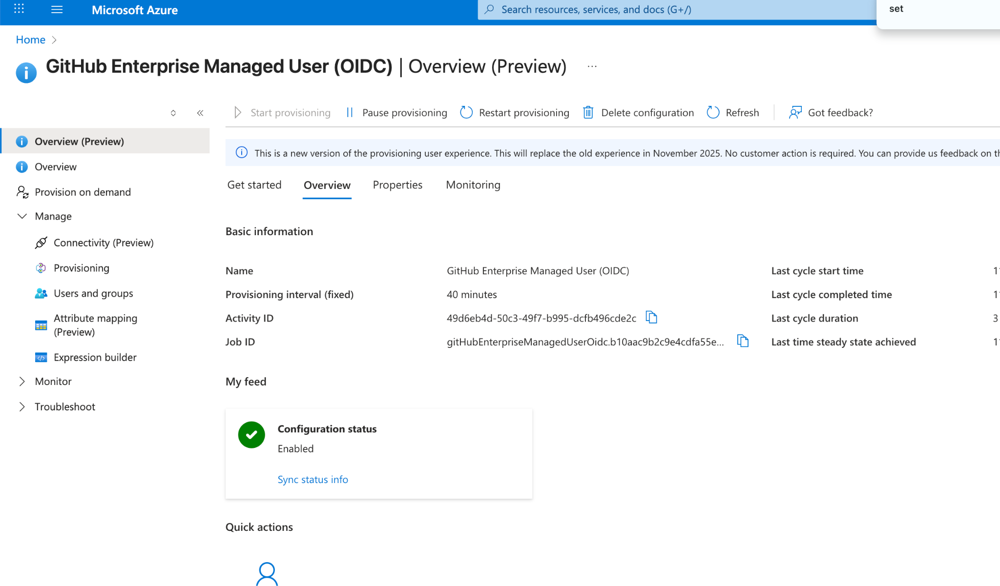 Microsoft Azure
Search resources, services, and docs (G+/)
set
Home
GitHub Enterprise Managed User (OIDC) | Overview (Preview)
Start provisioning
Pause provisioning
Restart provisioning
Delete configuration
Refresh
Got feedback?
Overview (Preview)
Overview
Provision on demand
Manage
Connectivity (Preview)
Provisioning
Users and groups
Attribute mapping
(Preview)
Expression builder
Monitor
Troubleshoot
This is a new version of the provisioning user experience. This will replace the old experience in November 2025. No customer action is required. You can provide us feedback on
Get started
Overview
Properties
Monitoring
Basic information
Name
GitHub Enterprise Managed User (OIDC)
Provisioning interval (fixed)
40 minutes
Activity ID
49d6eb4d-50c3-49f7-b995-dcfb496cde2c
Job ID
gitHubEnterpriseManagedUserOidc.b10aac9b2c9e4cdfa55e...
Last cycle start time
Last cycle completed time
Last cycle duration
3
Last time steady state achieved
My feed
Configuration status
Enabled
Sync status info
Quick actions